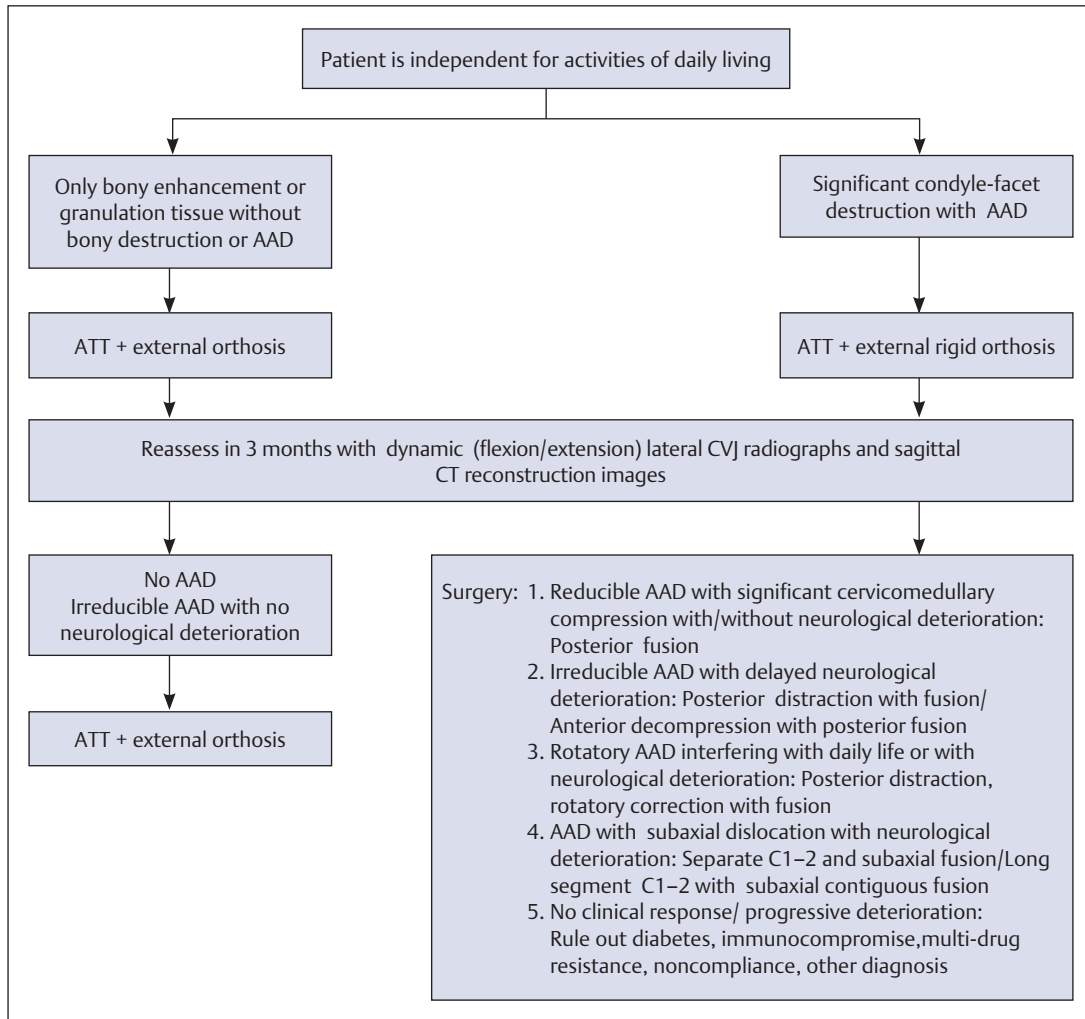 Patient is independent for activities of daily living
Only bony enhancement or
granulation tissue without
bony destruction or AAD
Significant condyle-facet
destruction with AAD
ATT + external orthosis
ATT + external rigid orthosis
Reassess in 3 months with dynamic (flexion/extension) lateral CVJ radiographs and sagittal
CT reconstruction images
No AAD
Irreducible AAD with no
neurological deterioration
ATT + external orthosis
Surgery: 1. Reducible AAD with significant cervicomedullary
compression with/without neurological deterioration:
Posterior fusion
2. Irreducible AAD with delayed neurological
deterioration: Posterior distraction with fusion/
Anterior decompression with posterior fusion
3. Rotatory AAD interfering with daily life or with
neurological deterioration: Posterior distraction,
rotatory correction with fusion
4. AAD with subaxial dislocation with neurological
deterioration: Separate C1–2 and subaxial fusion/Long
segment C1–2 with subaxial contiguous fusion
5. No clinical response/ progressive deterioration:
Rule out diabetes, immunocompromise,multi-drug
resistance, noncompliance, other diagnosis